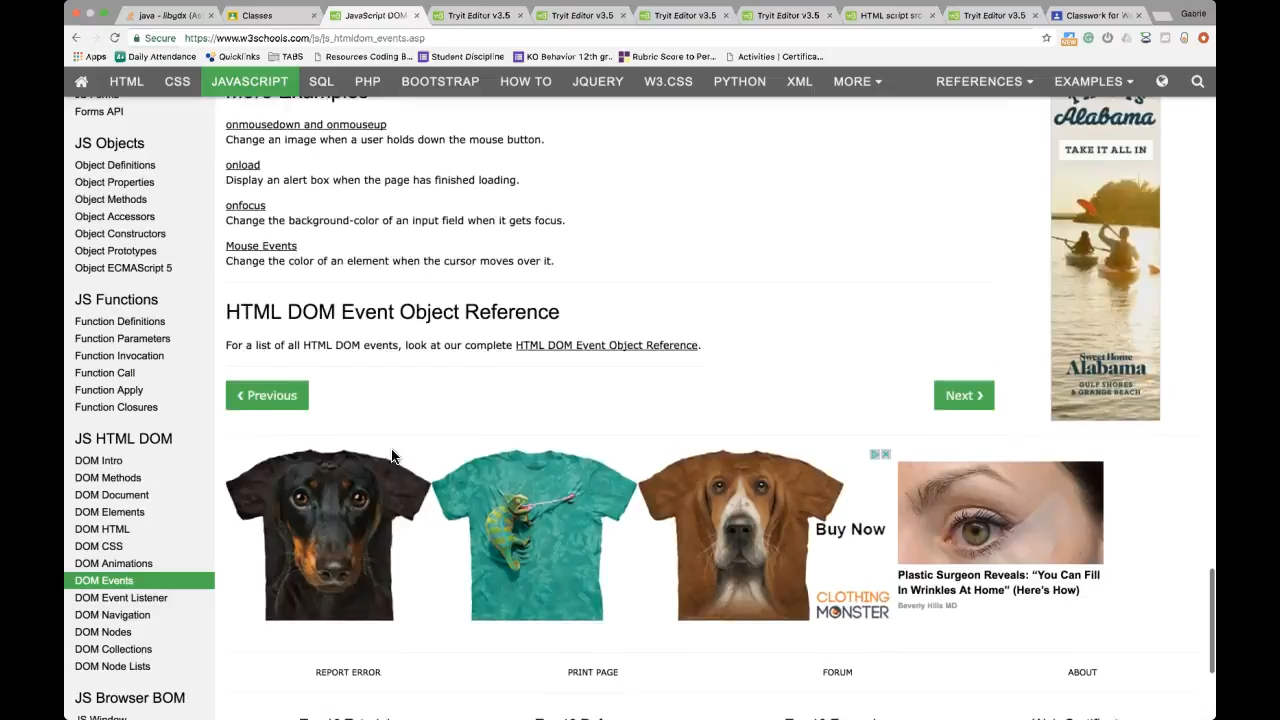 java - libgdx (As
Classes
JavaScript DOM
Tryit Editor v3.5
Tryit Editor v3.5
Tryit Editor v3.5
Tryit Editor v3.5
HTML script src
Tryit Editor v3.5
Classwork for W
Gabrie
Secure https://www.w3schools.com/js/js_htmldom_events.asp
Apps
Daily Attendance
Quicklinks
TABS
Resources Coding B...
Student Discipline
KO Behavior 12th gr..
Rubric Score to Per...
Activities | Certifica...
HTML CSS JAVASCRIPT SQL PHP BOOTSTRAP HOW TO JQUERY W3.CSS PYTHON XML MORE REFERENCES EXAMPLES
Forms API
JS Objects
Object Definitions
Object Properties
Object Methods
Object Accessors
Object Constructors
Object Prototypes
Object ECMAScript 5
JS Functions
Function Definitions
Function Parameters
Function Invocation
Function Call
Function Apply
Function Closures
JS HTML DOM
DOM Intro
DOM Methods
DOM Document
DOM Elements
DOM HTML
DOM CSS
DOM Animations
DOM Events
DOM Event Listener
DOM Navigation
DOM Nodes
DOM Collections
DOM Node Lists
JS Browser BOM
JS Window
More Examples
onmousedown and onmouseup
Change an image when a user holds down the mouse button.
onload
Display an alert box when the page has finished loading.
onfocus
Change the background-color of an input field when it gets focus.
Mouse Events
Change the color of an element when the cursor moves over it.
HTML DOM Event Object Reference
For a list of all HTML DOM events, look at our complete HTML DOM Event Object Reference.
❮ Previous
Next ❯
Alabama
TAKE IT ALL IN
Sweet Home
Alabama
GULF SHORES
& ORANGE BEACH
Buy Now
CLOTHING
MONSTER
Plastic Surgeon Reveals: “You Can Fill
In Wrinkles At Home” (Here's How)
Beverly Hills MD
REPORT ERROR
PRINT PAGE
FORUM
ABOUT